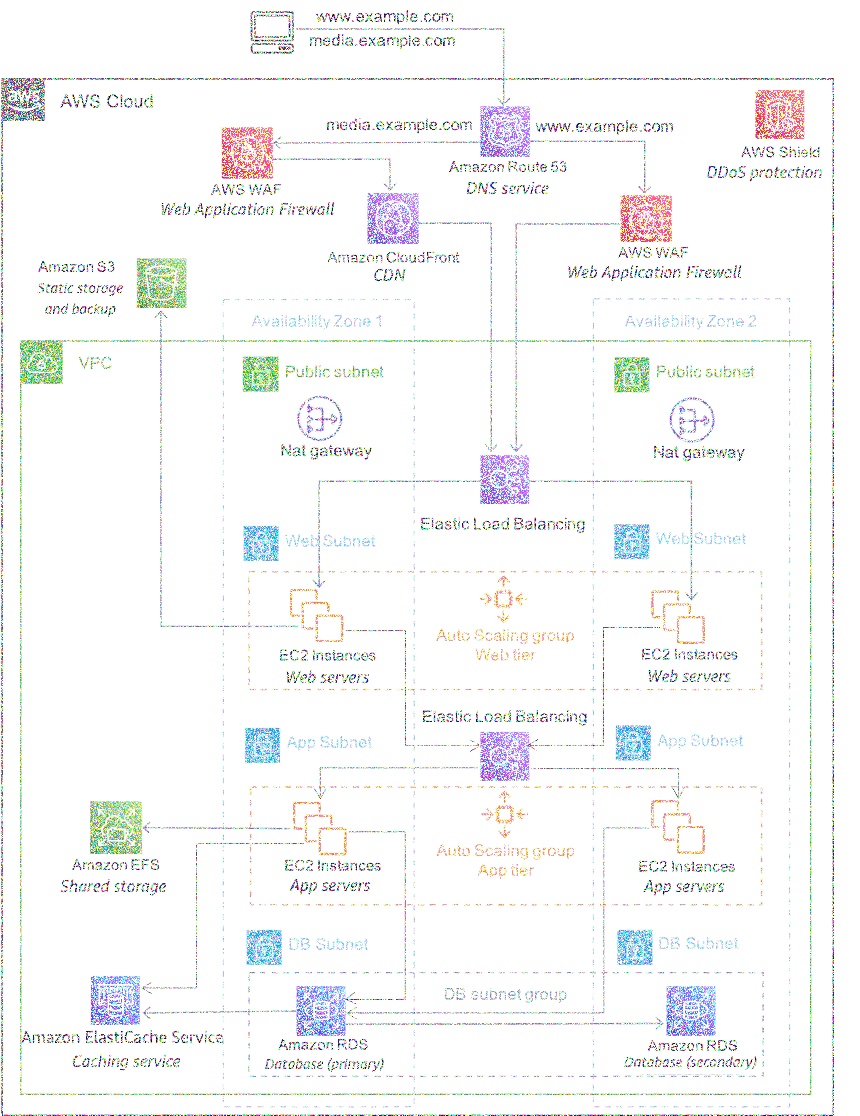 www.example.com
media.example.com
aws
AWS Cloud
media.example.com
www.example.com
Amazon Route 53
DNS service
AWS Shield
DDoS protection
AWS WAF
Web Application Firewall
Amazon CloudFront
CDN
AWS WAF
Web Application Firewall
Amazon S3
Static storage
and backup
Availability Zone 1
Availability Zone 2
VPC
Public subnet
Public subnet
Nat gateway
Nat gateway
Elastic Load Balancing
Web Subnet
Web Subnet
Auto Scaling group
Web tier
EC2 Instances
Web servers
EC2 Instances
Web servers
Elastic Load Balancing
App Subnet
App Subnet
Auto Scaling group
App tier
Amazon EFS
Shared storage
EC2 Instances
App servers
EC2 Instances
App servers
DB Subnet
DB Subnet
DB subnet group
Amazon ElastiCache Service
Caching service
Amazon RDS
Database (primary)
Amazon RDS
Database (secondary)